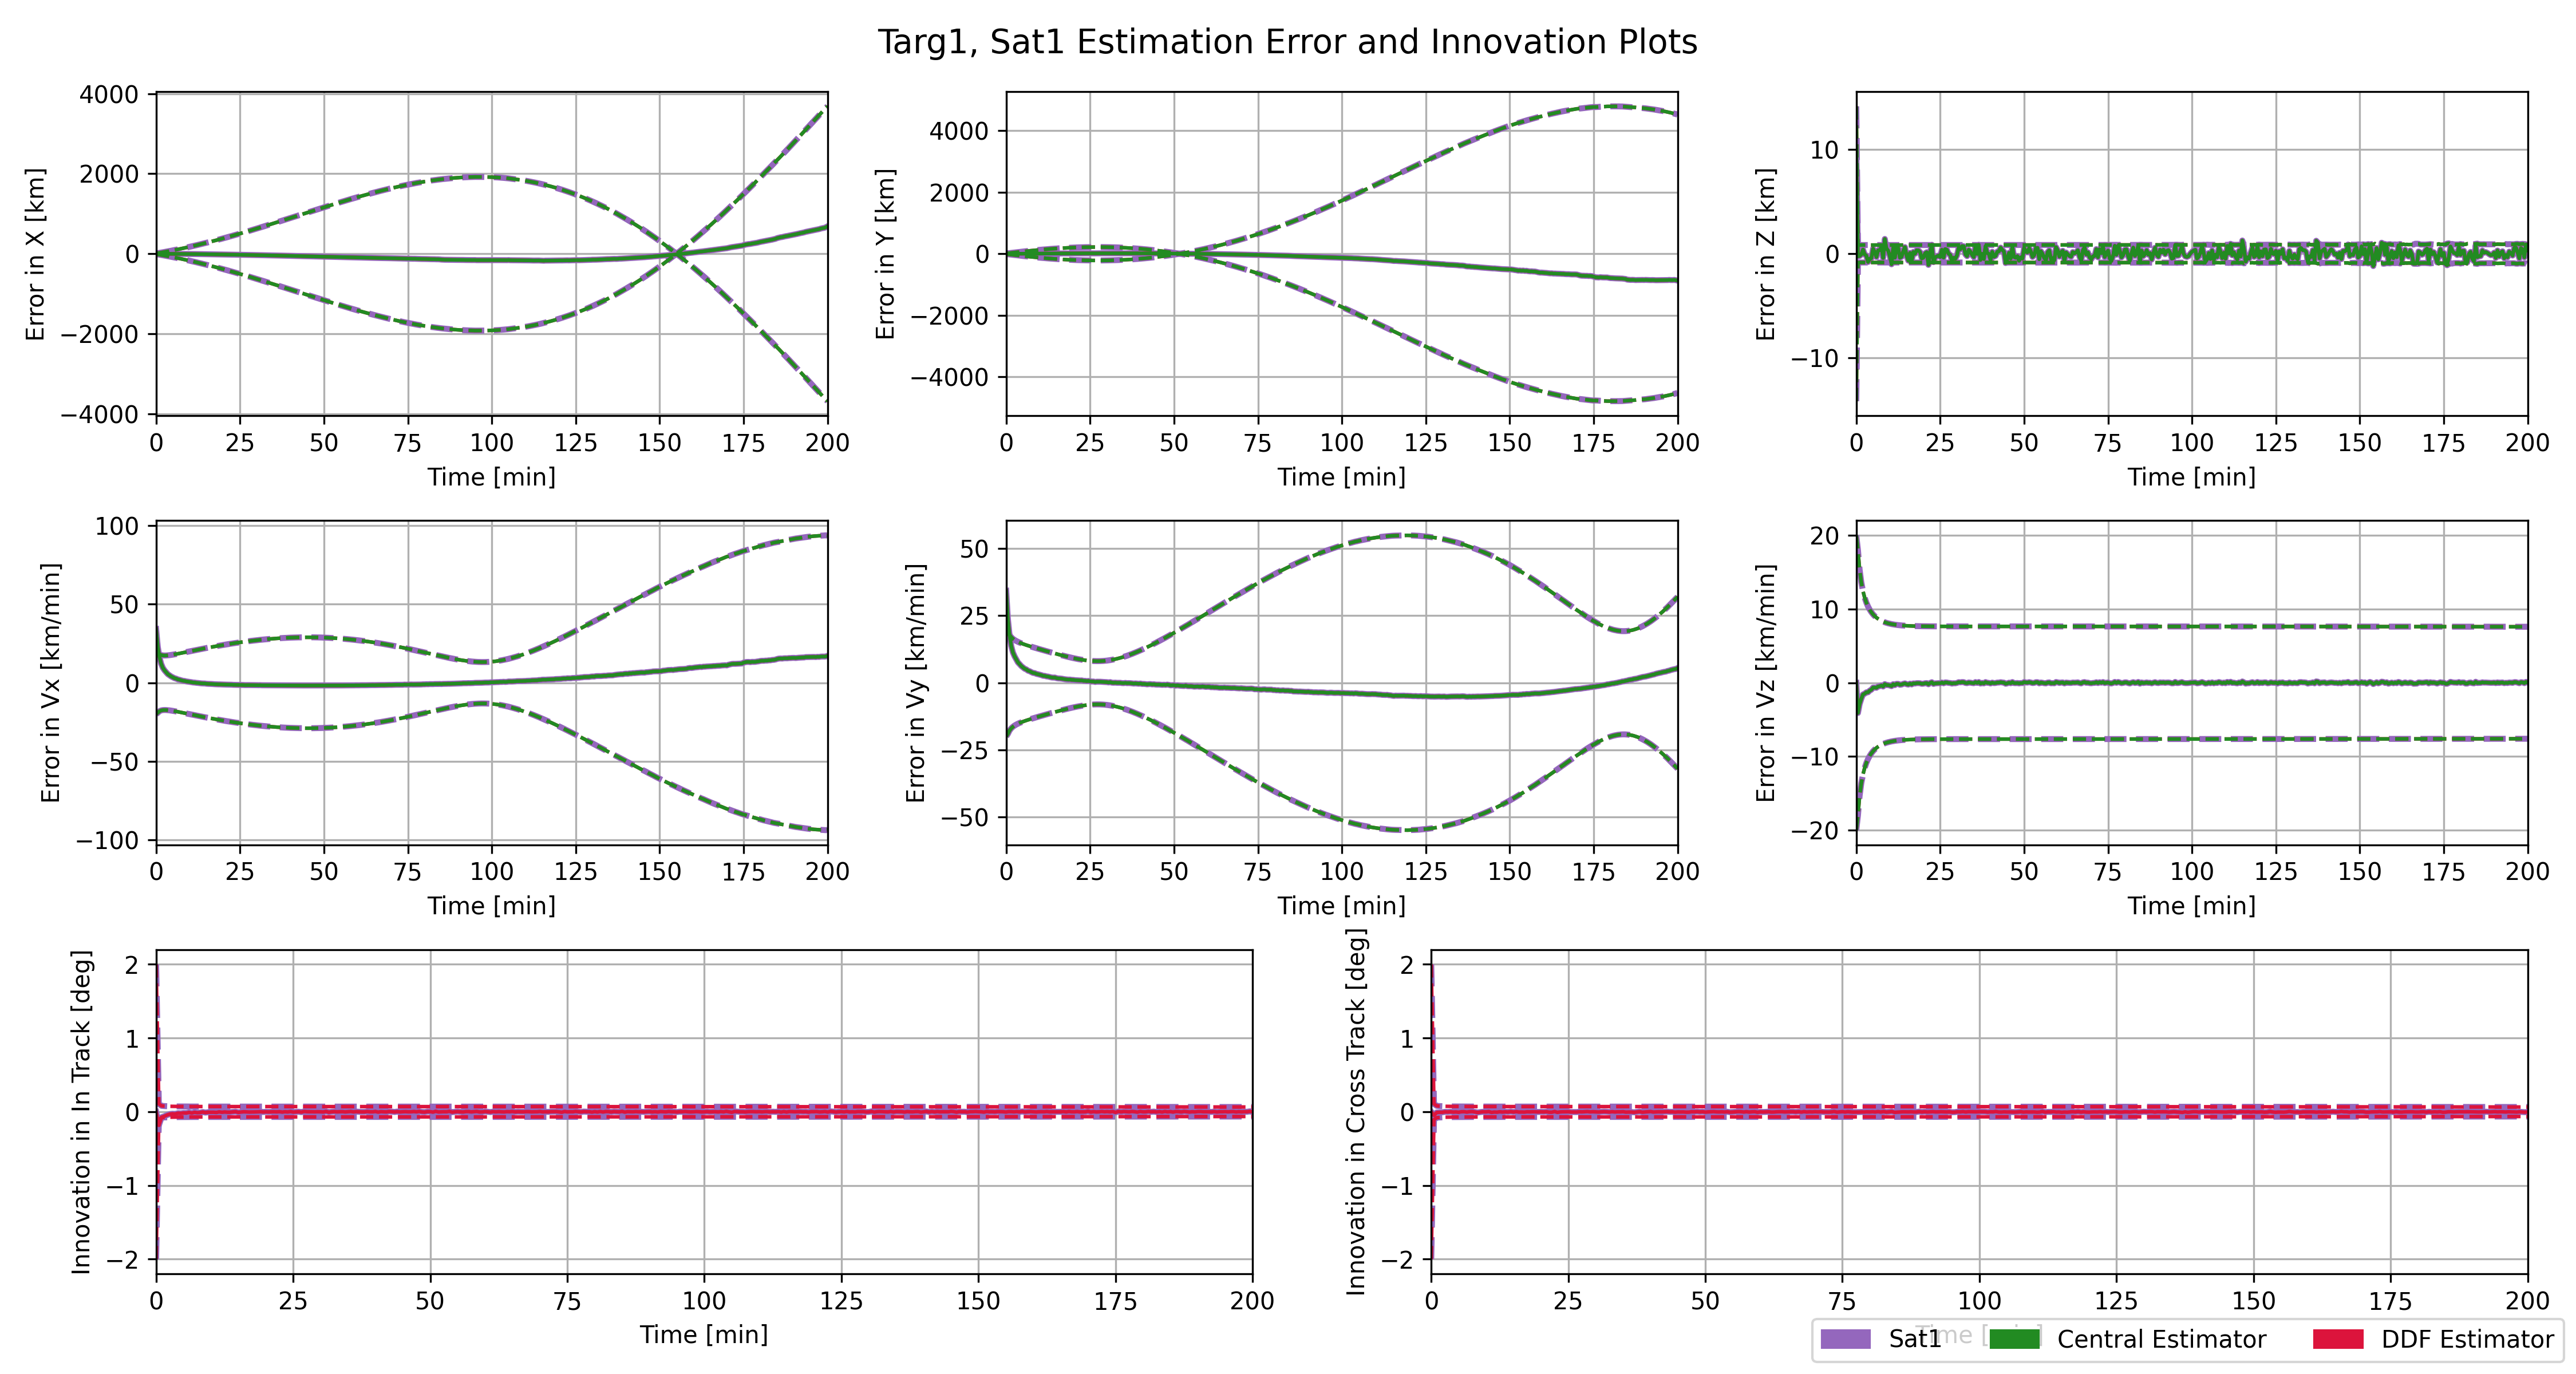 Targ1, Sat1 Estimation Error and Innovation Plots
Error in X [km]
4000
2000
0
−2000
−4000
0 25 50 75 100 125 150 175 200
Time [min]
Error in Y [km]
4000
2000
0
−2000
−4000
0 25 50 75 100 125 150 175 200
Time [min]
Error in Z [km]
10
0
−10
0 25 50 75 100 125 150 175 200
Time [min]
Error in Vx [km/min]
100
50
0
−50
−100
0 25 50 75 100 125 150 175 200
Time [min]
Error in Vy [km/min]
50
25
0
−25
−50
0 25 50 75 100 125 150 175 200
Time [min]
Error in Vz [km/min]
20
10
0
−10
−20
0 25 50 75 100 125 150 175 200
Time [min]
Innovation in In Track [deg]
2
1
0
−1
−2
0 25 50 75 100 125 150 175 200
Time [min]
Innovation in Cross Track [deg]
2
1
0
−1
−2
0 25 50 75 100 125 150 175 200
Time [min]
Sat1 Central Estimator DDF Estimator